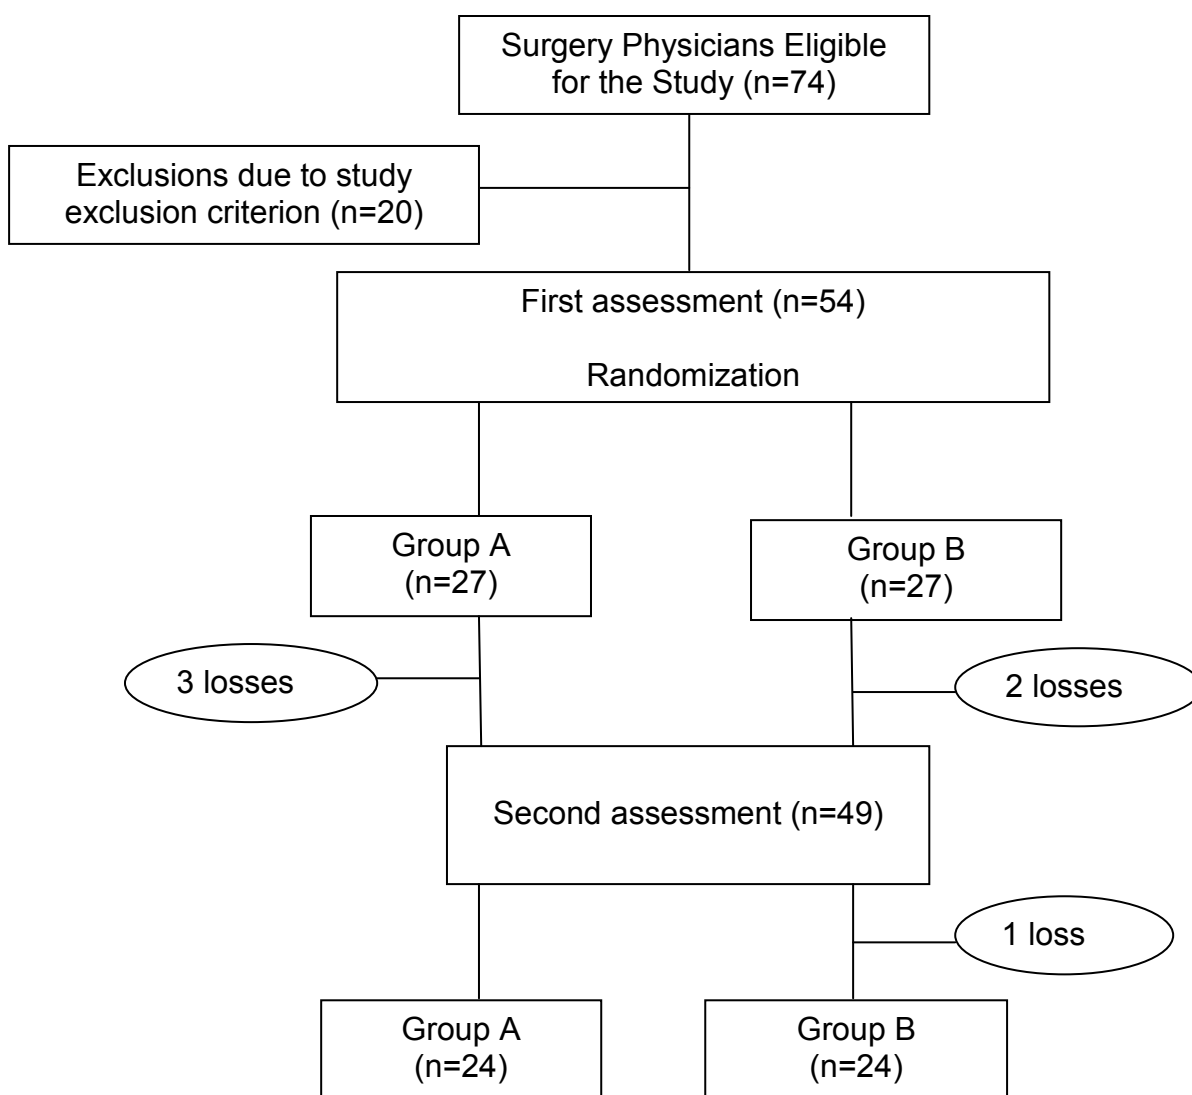 Surgery Physicians Eligible
for the Study (n=74)
Exclusions due to study
exclusion criterion (n=20)
First assessment (n=54)
Randomization
Group A
(n=27)
Group B
(n=27)
3 losses
2 losses
Second assessment (n=49)
1 loss
Group A
(n=24)
Group B
(n=24)